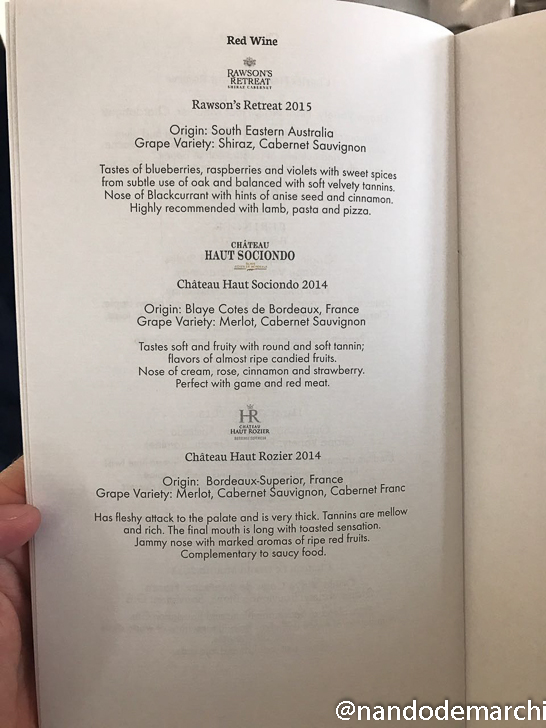 Red Wine
RAWSON'S
RETREAT
SHIRAZ CABERNET
Rawson's Retreat 2015
Origin: South Eastern Australia
Grape Variety: Shiraz, Cabernet Sauvignon
Tastes of blueberries, raspberries and violets with sweet spices
from subtle use of oak and balanced with soft velvety tannins.
Nose of Blackcurrant with hints of anise seed and cinnamon.
Highly recommended with lamb, pasta and pizza.
CHÂTEAU
HAUT SOCIONDO
Château Haut Sociondo 2014
Origin: Blaye Cotes de Bordeaux, France
Grape Variety: Merlot, Cabernet Sauvignon
Tastes soft and fruity with round and soft tannin;
flavors of almost ripe candied fruits.
Nose of cream, rose, cinnamon and strawberry.
Perfect with game and red meat.
HR
CHÂTEAU
HAUT ROZIER
Château Haut Rozier 2014
Origin: Bordeaux-Superior, France
Grape Variety: Merlot, Cabernet Sauvignon, Cabernet Franc
Has fleshy attack to the palate and is very thick. Tannins are mellow
and rich. The final mouth is long with toasted sensation.
Jammy nose with marked aromas of ripe red fruits.
Complementary to saucy food.
@nandodemarchi